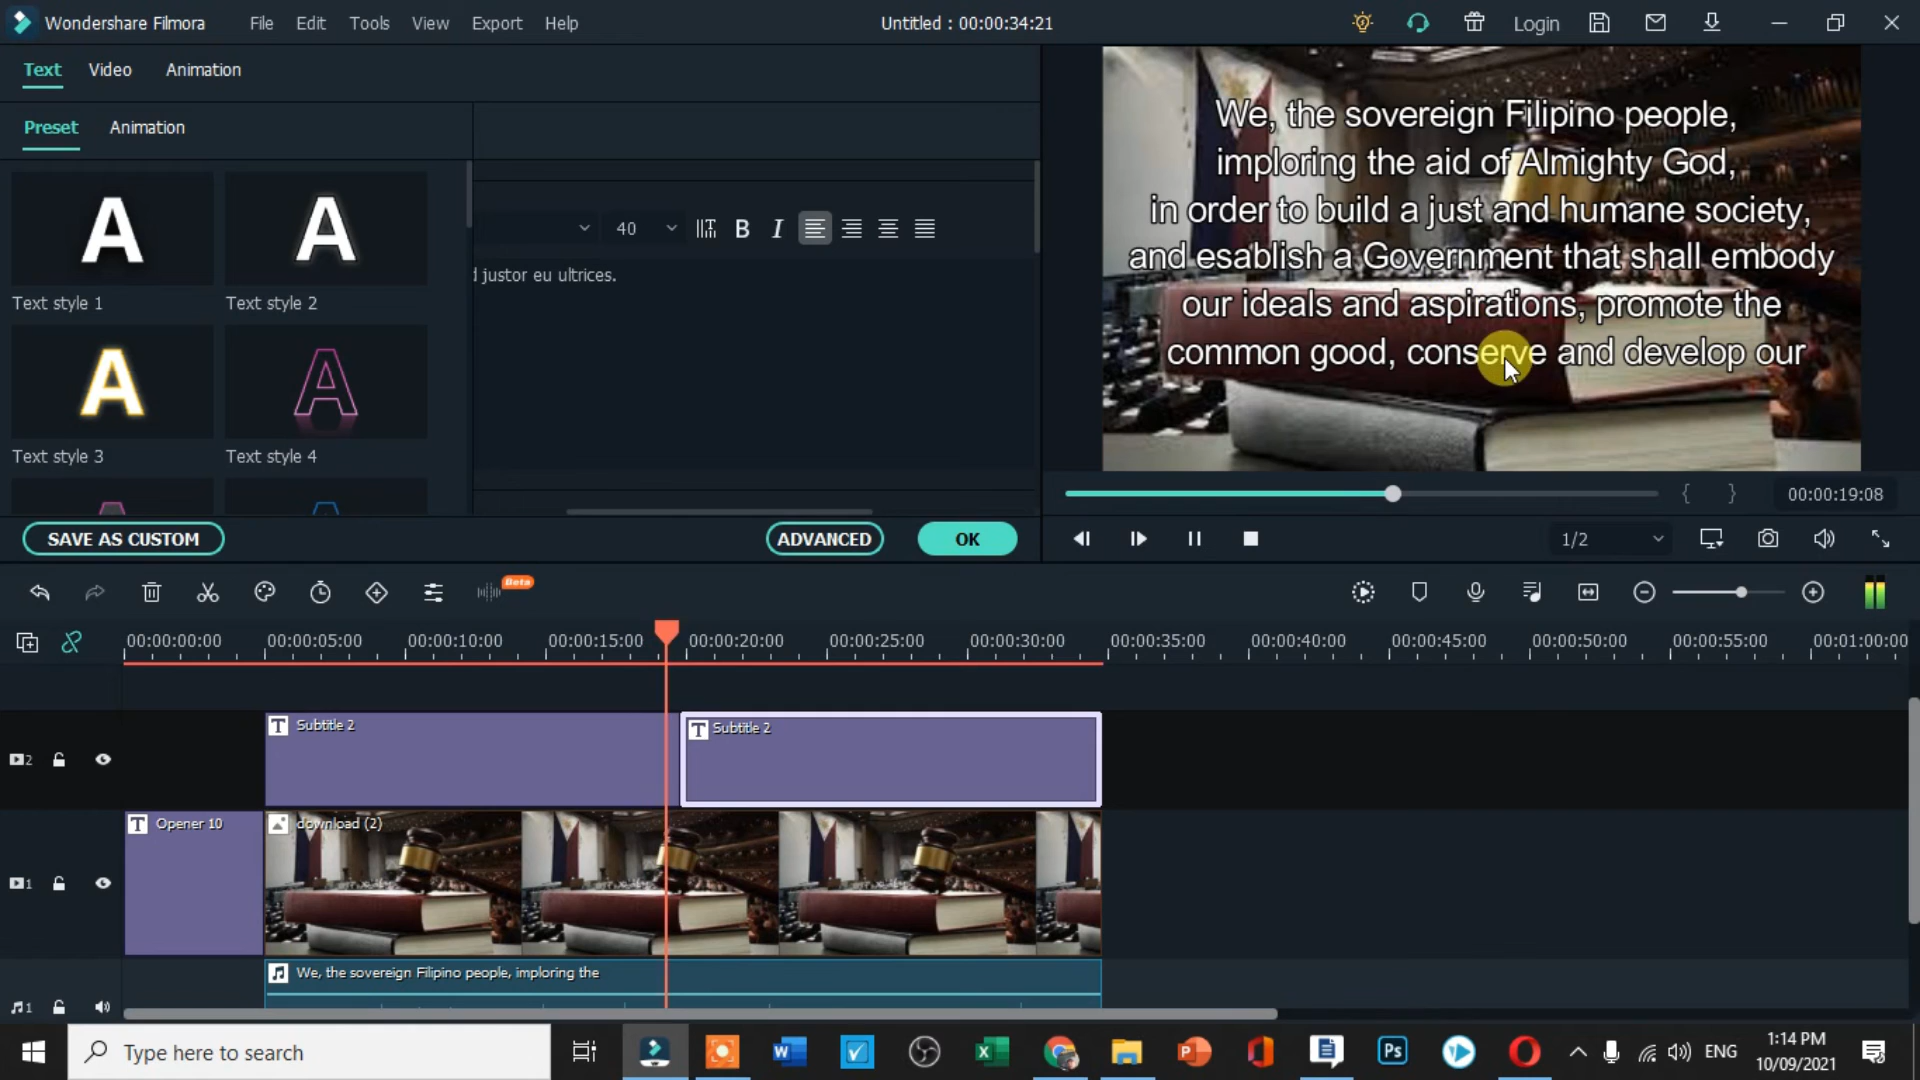 Wondershare Filmora File Edit Tools View Export Help Untitled : 00:00:34:21 Login
Text Video Animation
Preset Animation
Text style 1 Text style 2
Text style 3 Text style 4
40
justor eu ultrices.
SAVE AS CUSTOM ADVANCED OK
We, the sovereign Filipino people,
imploring the aid of Almighty God,
in order to build a just and humane society,
and esablish a Government that shall embody
our ideals and aspirations, promote the
common good, conserve and develop our
00:00:19:08
1/2
Beta
00:00:00:00 00:00:05:00 00:00:10:00 00:00:15:00 00:00:20:00 00:00:25:00 00:00:30:00 00:00:35:00 00:00:40:00 00:00:45:00 00:00:50:00 00:00:55:00 00:01:00:00
2 Subtitle 2 Subtitle 2
1 Opener 10 download (2)
1 We, the sovereign Filipino people, imploring the
Type here to search
ENG
1:14 PM
10/09/2021